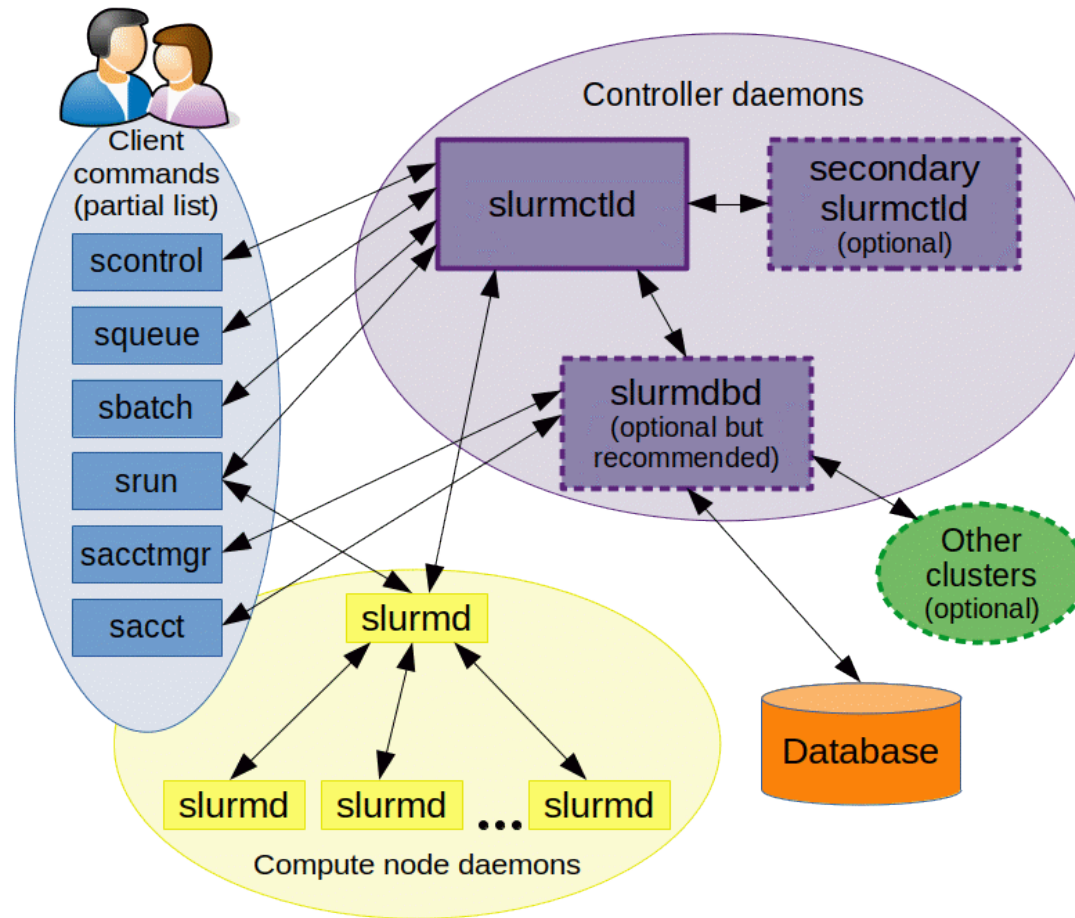 Client
commands
(partial list)
scontrol
squeue
sbatch
srun
sacctmgr
sacct
Controller daemons
slurmctld
secondary
slurmctld
(optional)
slurmdbd
(optional but
recommended)
Other
clusters
(optional)
Database
slurmd
slurmd
slurmd
...
slurmd
Compute node daemons